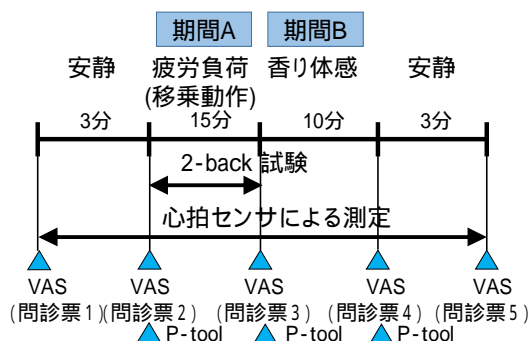 期間A 期間B
安静 疲労負荷 香り体感 安静
(移乗動作)
3分 15分 10分 3分
2-back 試験
心拍センサによる測定
VAS VAS VAS VAS VAS
(問診票1)(問診票2) (問診票3) (問診票4) (問診票5)
P-tool P-tool P-tool